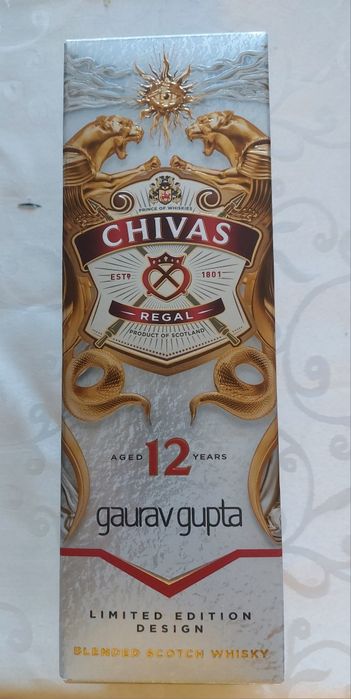 PRINCE OF WHISKIES
CHIVAS
ESTD 1801
REGAL
PRODUCT OF SCOTLAND
AGED 12 YEARS
gaurav gupta
LIMITED EDITION
DESIGN
BLENDED SCOTCH WHISKY